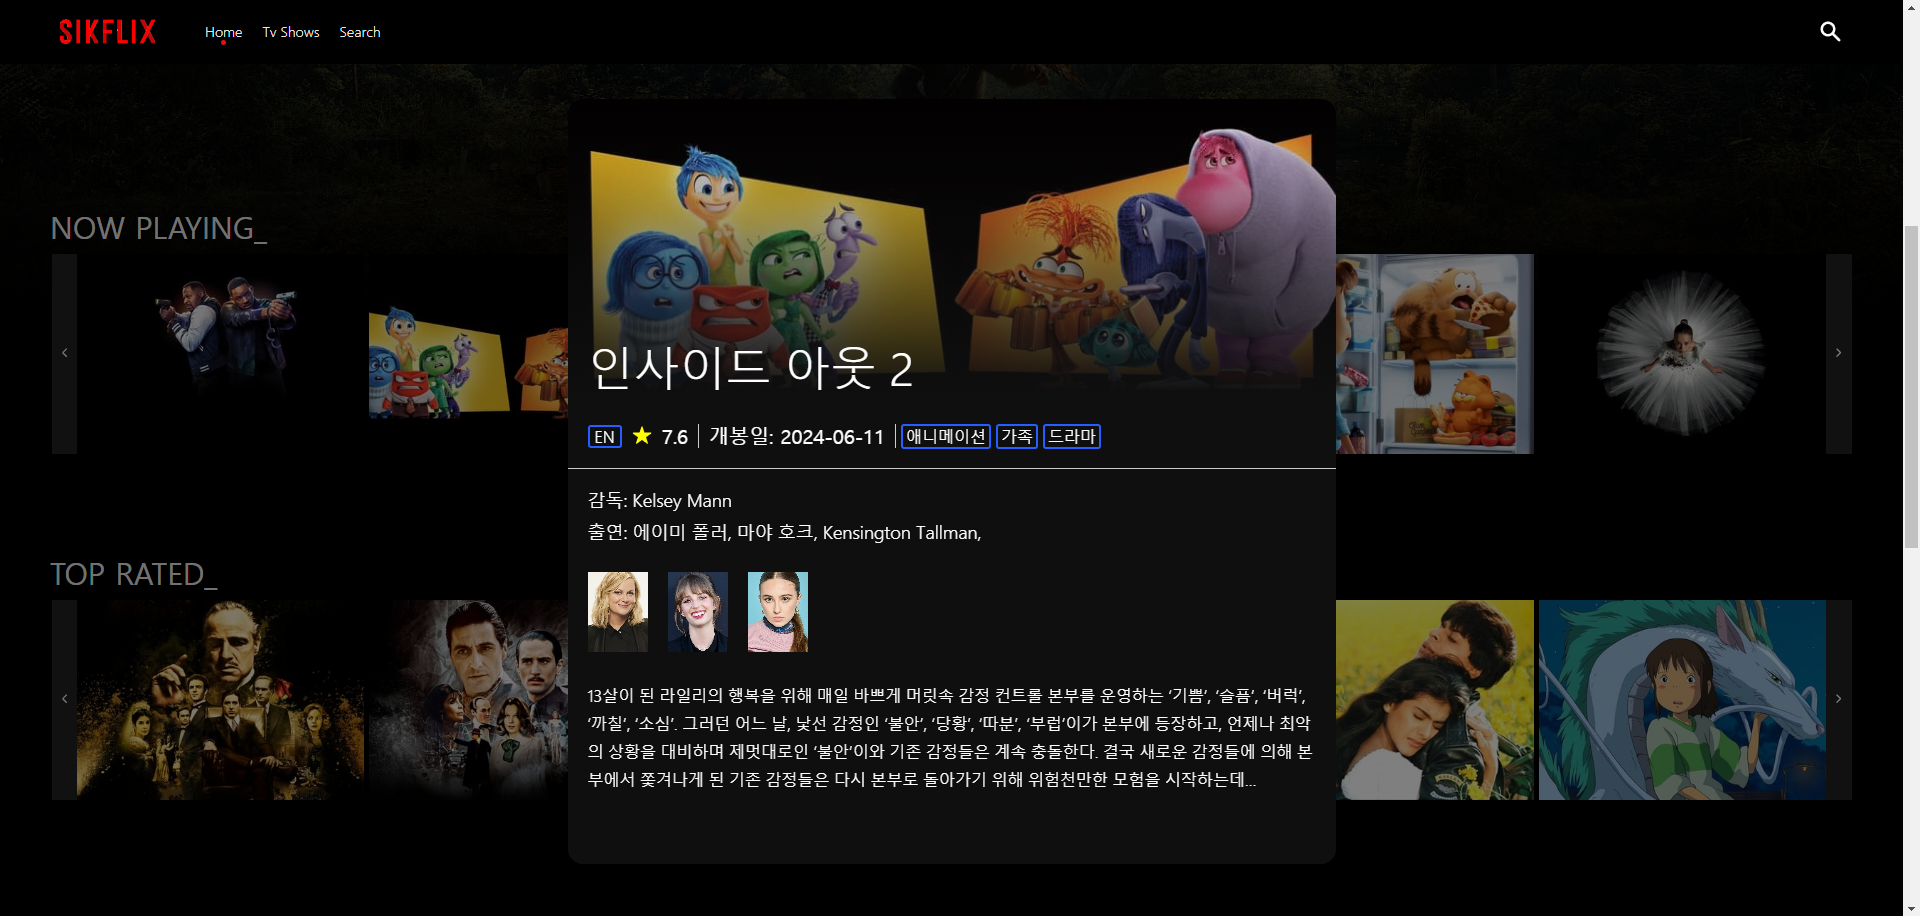 SIKFLIX
Home Tv Shows Search
NOW PLAYING_
인사이드 아웃 2
EN ★ 7.6 개봉일: 2024-06-11 애니메이션 가족 드라마
감독: Kelsey Mann
출연: 에이미 폴러, 마야 호크, Kensington Tallman,
TOP RATED_
13살이 된 라일리의 행복을 위해 매일 바쁘게 머릿속 감정 컨트롤 본부를 운영하는 ‘기쁨’, ‘슬픔’, ‘버럭’,
‘까칠’, ‘소심’. 그러던 어느 날, 낯선 감정인 ‘불안’, ‘당황’, ‘따분’, ‘부럽’이가 본부에 등장하고, 언제나 최악
의 상황을 대비하며 제멋대로인 ‘불안’이와 기존 감정들은 계속 충돌한다. 결국 새로운 감정들에 의해 본
부에서 쫓겨나게 된 기존 감정들은 다시 본부로 돌아가기 위해 위험천만한 모험을 시작하는데…